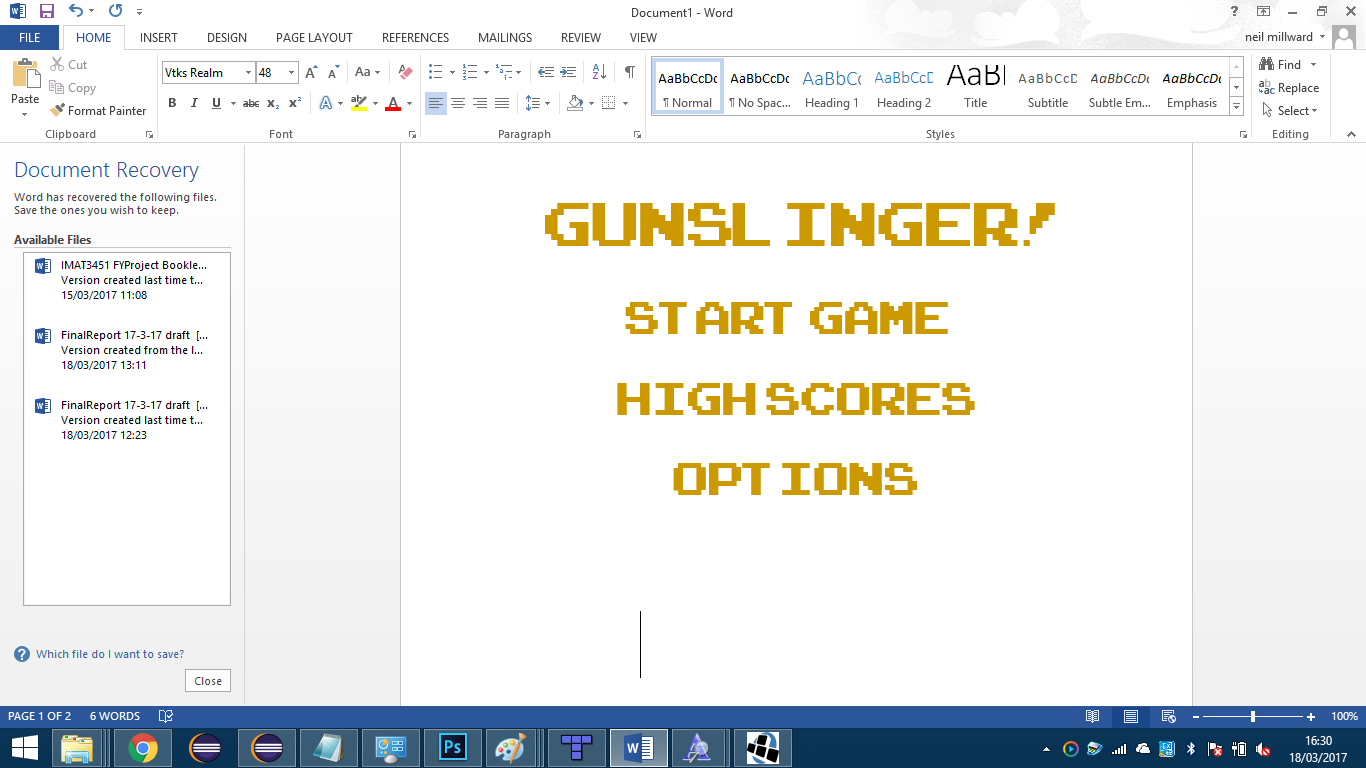 Document1 - Word
FILE HOME INSERT DESIGN PAGE LAYOUT REFERENCES MAILINGS REVIEW VIEW neil millward
Paste
Cut
Copy
Format Painter
Clipboard
Vtks Realm 48
Font
Paragraph
AaBbCcDc AaBbCcDc AaBbCc AaBbCcD AaB AaBbCcD AaBbCcDc AaBbCcDc
¶ Normal ¶ No Spac... Heading 1 Heading 2 Title Subtitle Subtle Em... Emphasis
Styles
Find
Replace
Select
Editing
Document Recovery
Word has recovered the following files.
Save the ones you wish to keep.
Available Files
IMAT3451 FYProject Bookle...
Version created last time t...
15/03/2017 11:08
FinalReport 17-3-17 draft [...
Version created from the l...
18/03/2017 13:11
FinalReport 17-3-17 draft [...
Version created last time t...
18/03/2017 12:23
Which file do I want to save?
Close
GUNSLINGER!
START GAME
HIGHSCORES
OPTIONS
PAGE 1 OF 2 6 WORDS 100%
Ps
16:30
18/03/2017